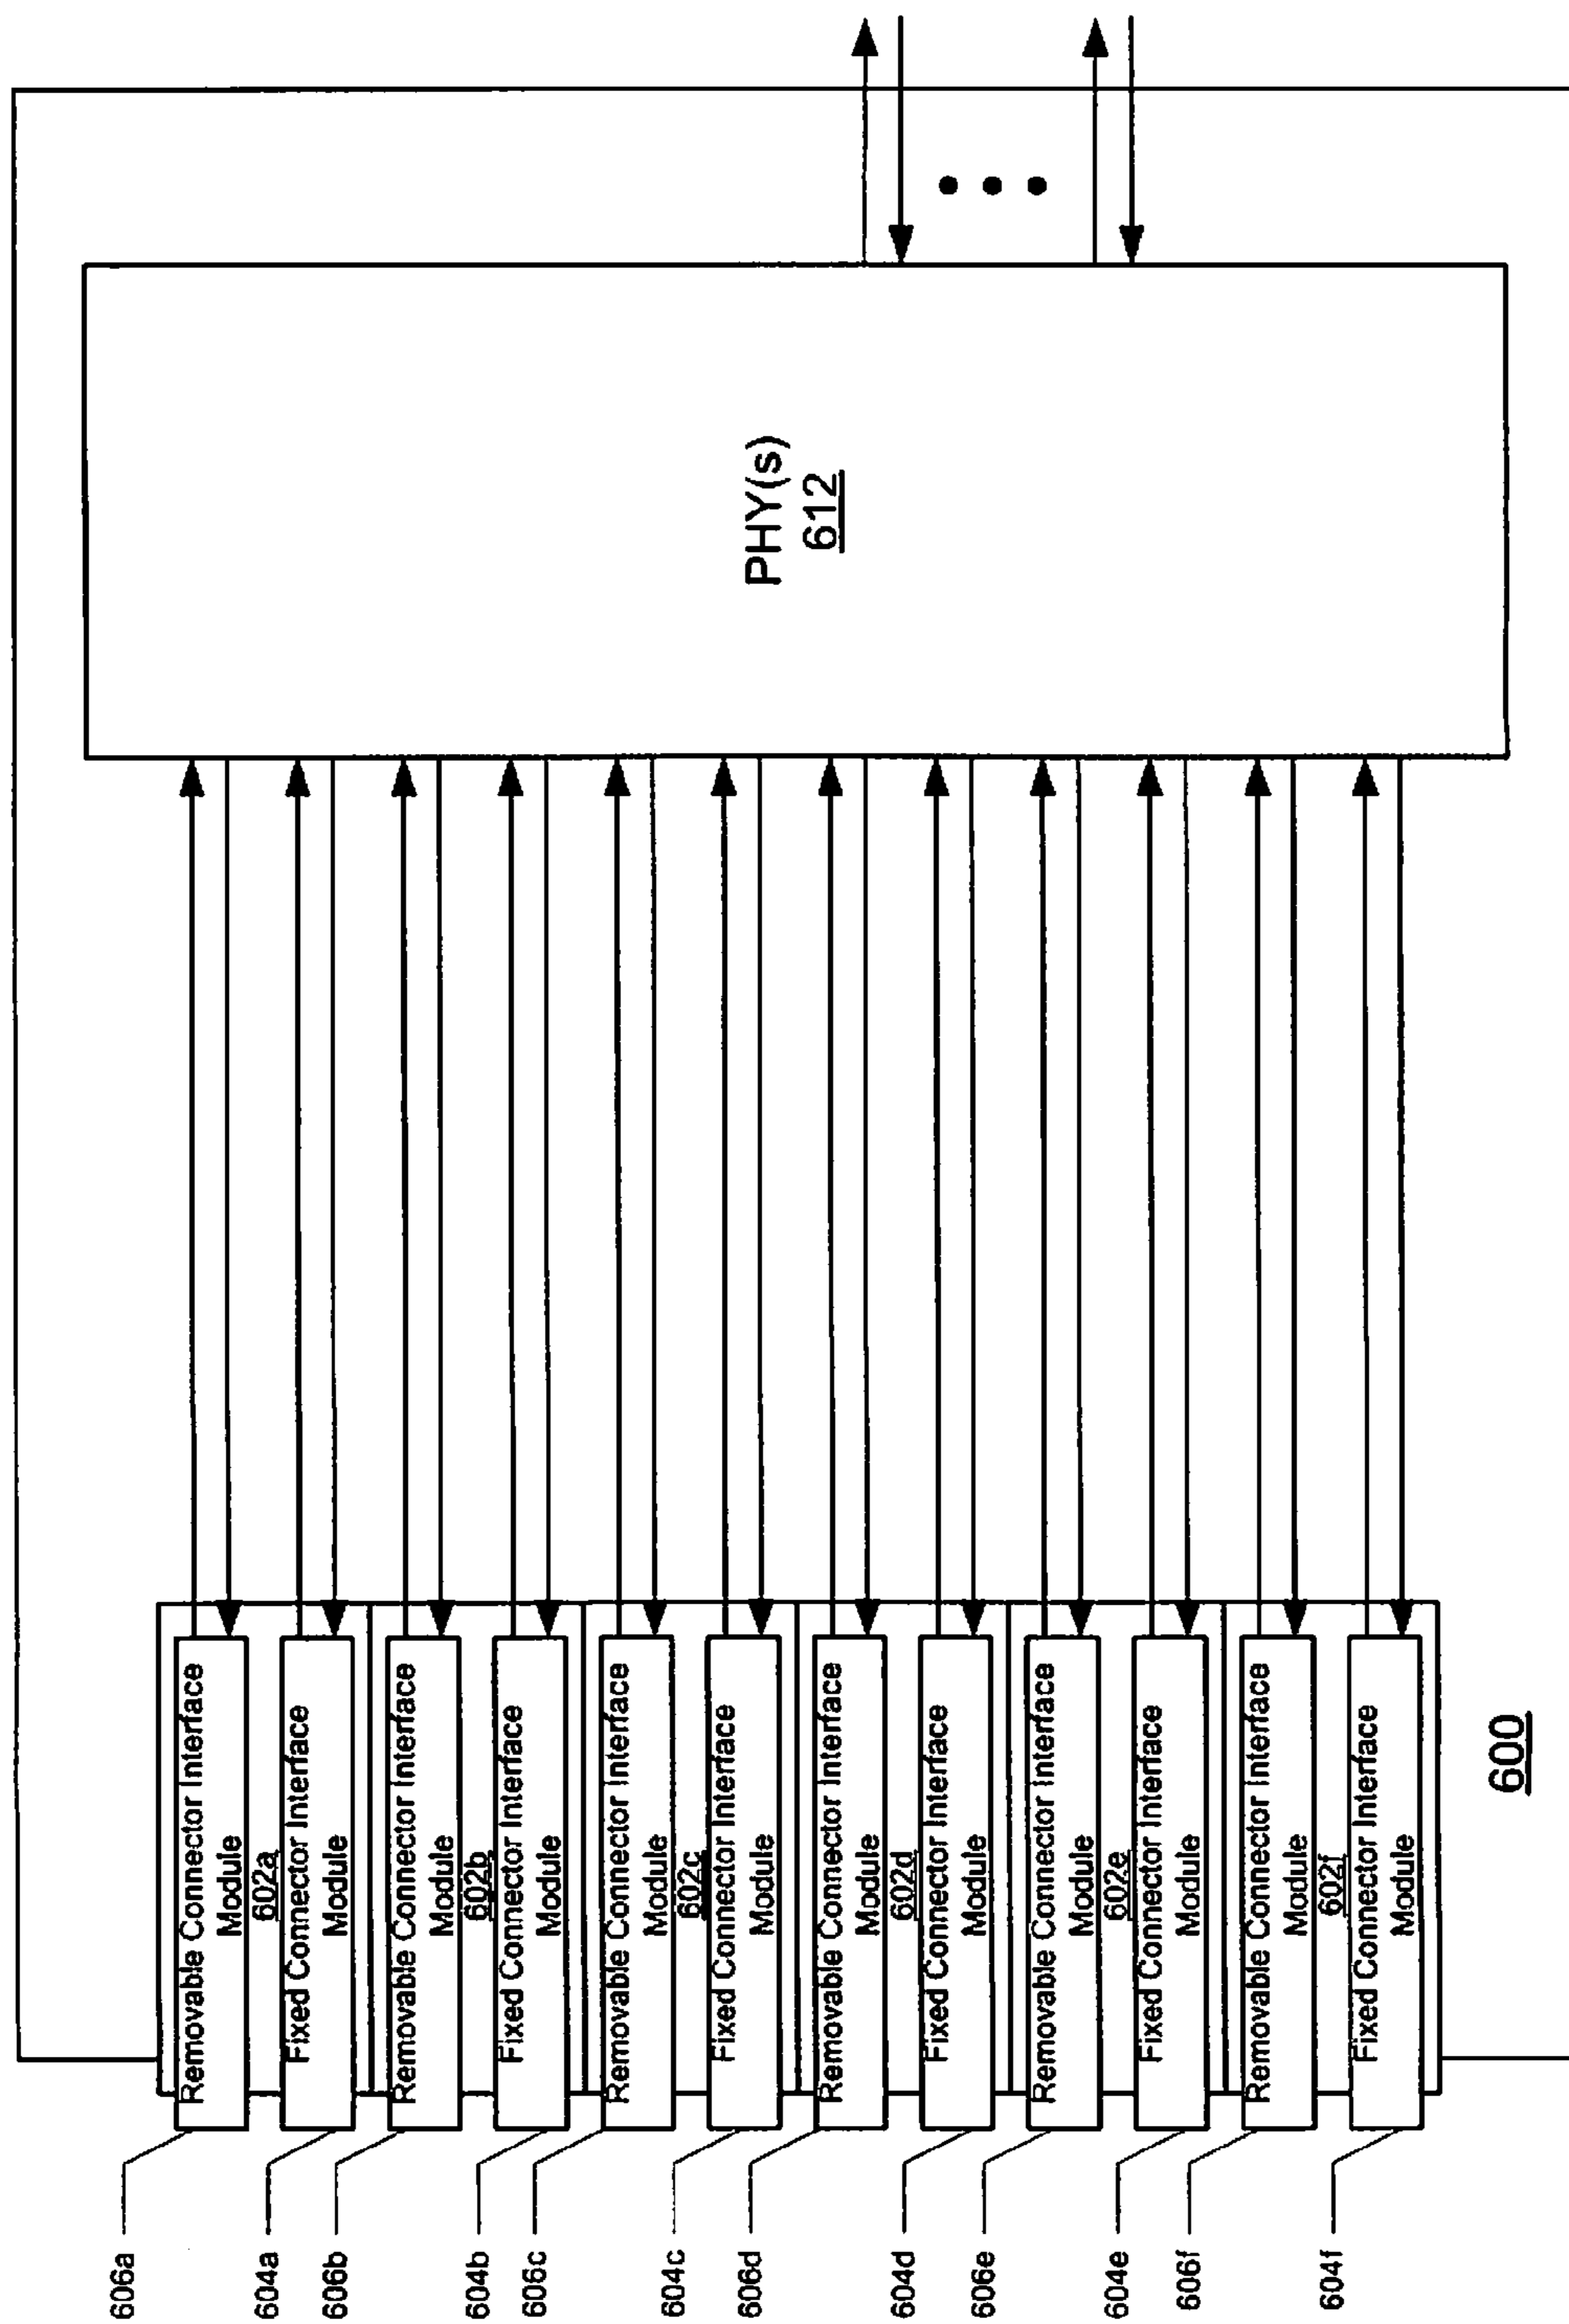 PHY(s)
612
Removable Connector Interface
Module
602a
Fixed Connector Interface
Module
Removable Connector Interface
Module
602b
Fixed Connector Interface
Module
Removable Connector Interface
Module
602c
Fixed Connector Interface
Module
Removable Connector Interface
Module
602d
Fixed Connector Interface
Module
Removable Connector Interface
Module
602e
Fixed Connector Interface
Module
Removable Connector Interface
Module
602f
Fixed Connector Interface
Module
600
606a
604a
606b
604b
606c
604c
606d
604d
606e
604e
606f
604f